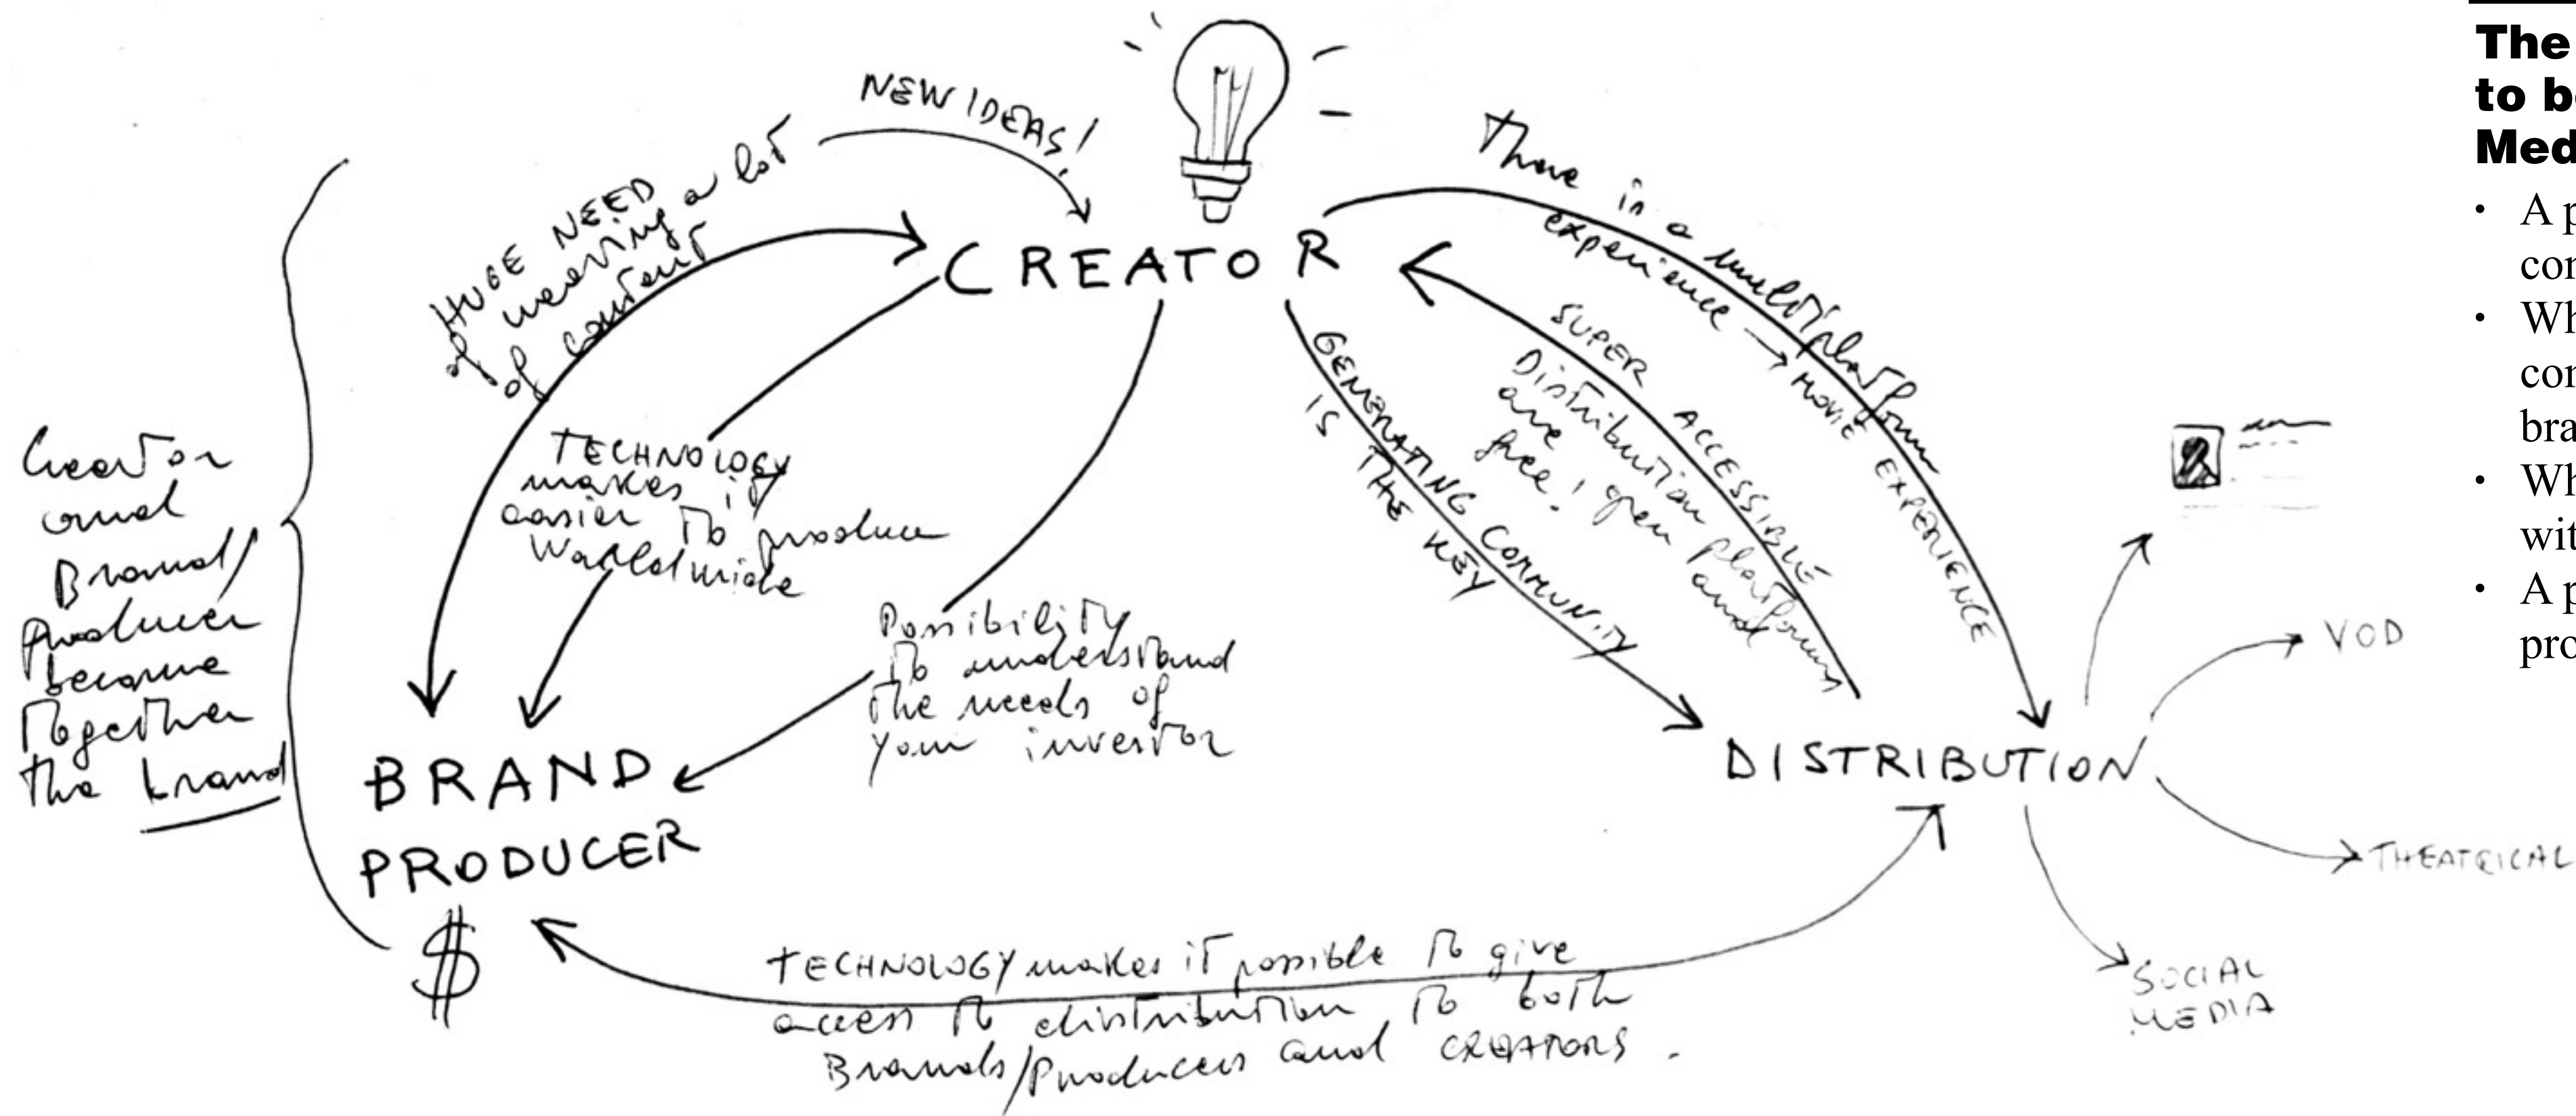 NEW IDEAS!
HUGE NEED
of wasting a lot
of content
CREATOR
There is a multiplatform
experience → MOVIE EXPERIENCE
SUPER ACCESSIBLE
Distribution platforms
are open and
free!
GENERATING COMMUNITY
IS THE KEY
TECHNOLOGY
makes it
easier to produce
Worldwide
Possibility
to understand
the needs of
your investor
Creator
and
Brand/
producer
become
together
the brand
BRAND
PRODUCER
$
DISTRIBUTION
VOD
THEATRICAL
SOCIAL
MEDIA
TECHNOLOGY makes it possible to give
access to distribution to both
Brands/Producers and CREATORS.
The
to b
Med
• A p
con
• Wh
con
bra
• Wh
wit
• A p
pro